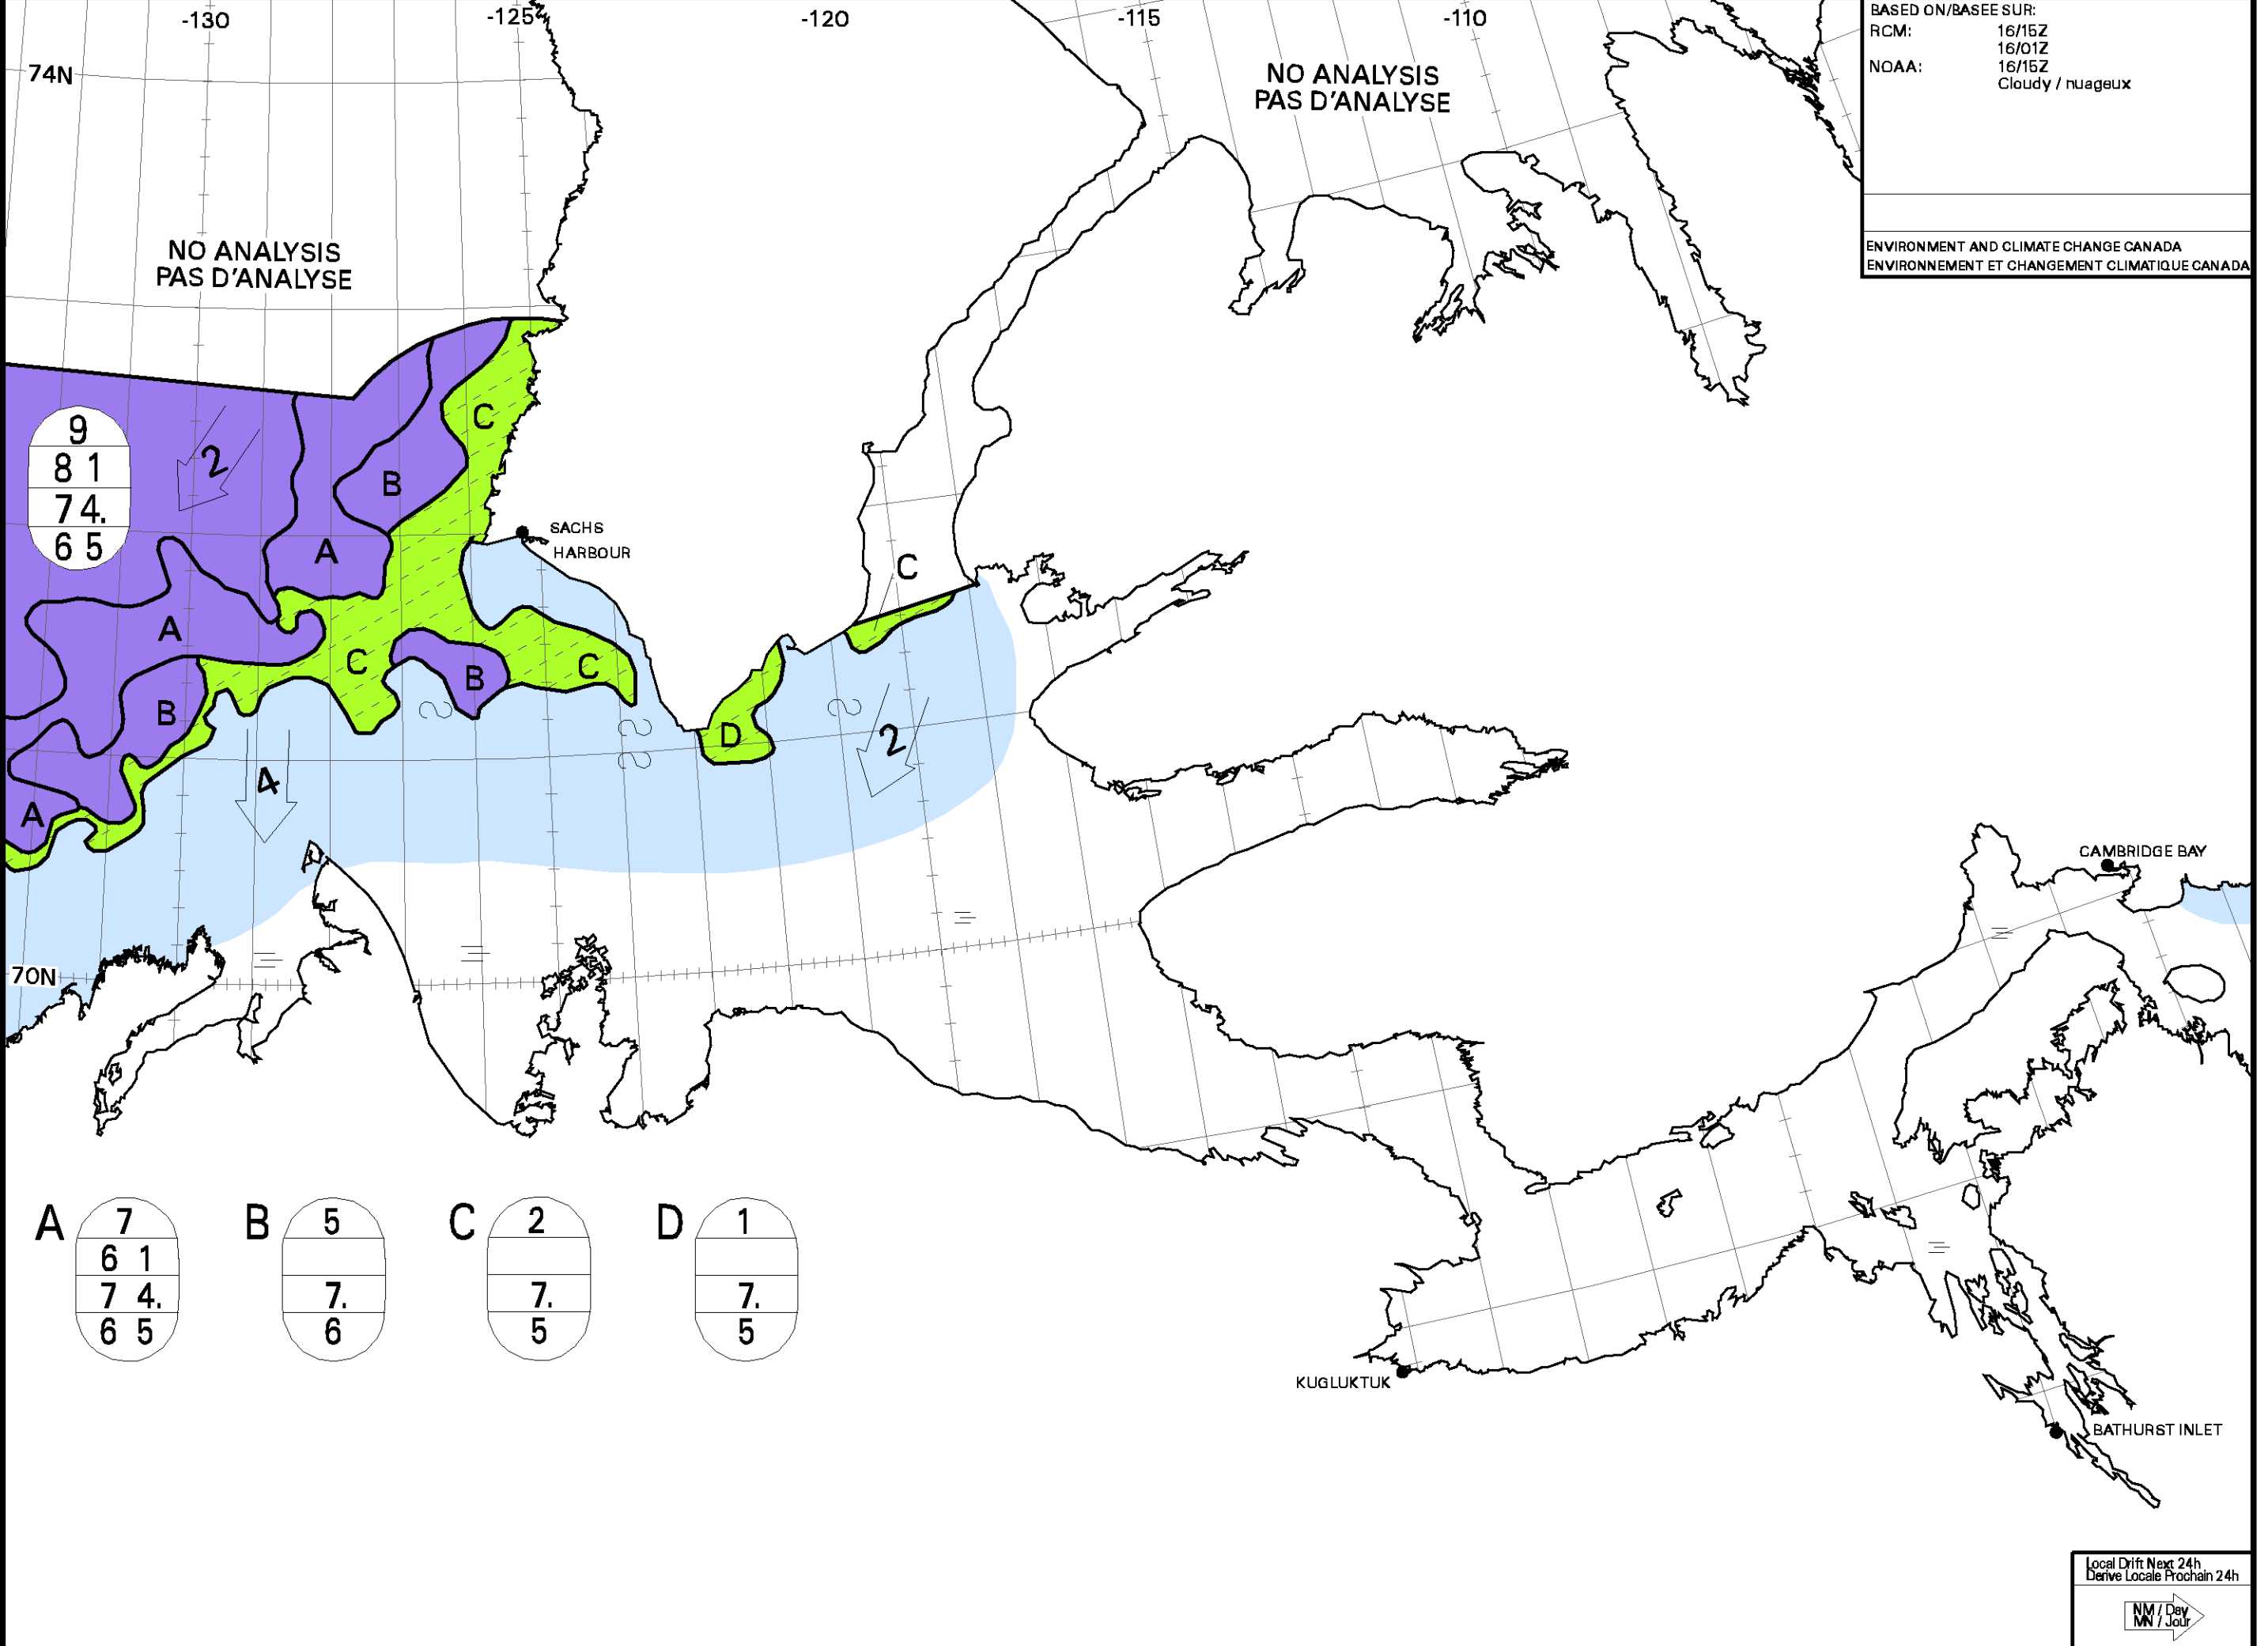 -130
-125
-120
-115
-110
BASED ON/BASEE SUR:
RCM: 16/15Z
16/01Z
NOAA: 16/15Z
Cloudy / nuageux
ENVIRONMENT AND CLIMATE CHANGE CANADA
ENVIRONNEMENT ET CHANGEMENT CLIMATIQUE CANADA
74N
NO ANALYSIS
PAS D'ANALYSE
NO ANALYSIS
PAS D'ANALYSE
9
8 1
7 4.
6 5
2
C
B
A
SACHS
HARBOUR
C
A
C
C
B
B
D
2
4
A
CAMBRIDGE BAY
70N
A
7
6 1
7 4.
6 5
B
5
7.
6
C
2
7.
5
D
1
7.
5
KUGLUKTUK
BATHURST INLET
Local Drift Next 24h
Derive Locale Prochain 24h
NM / Day
MN / Jour